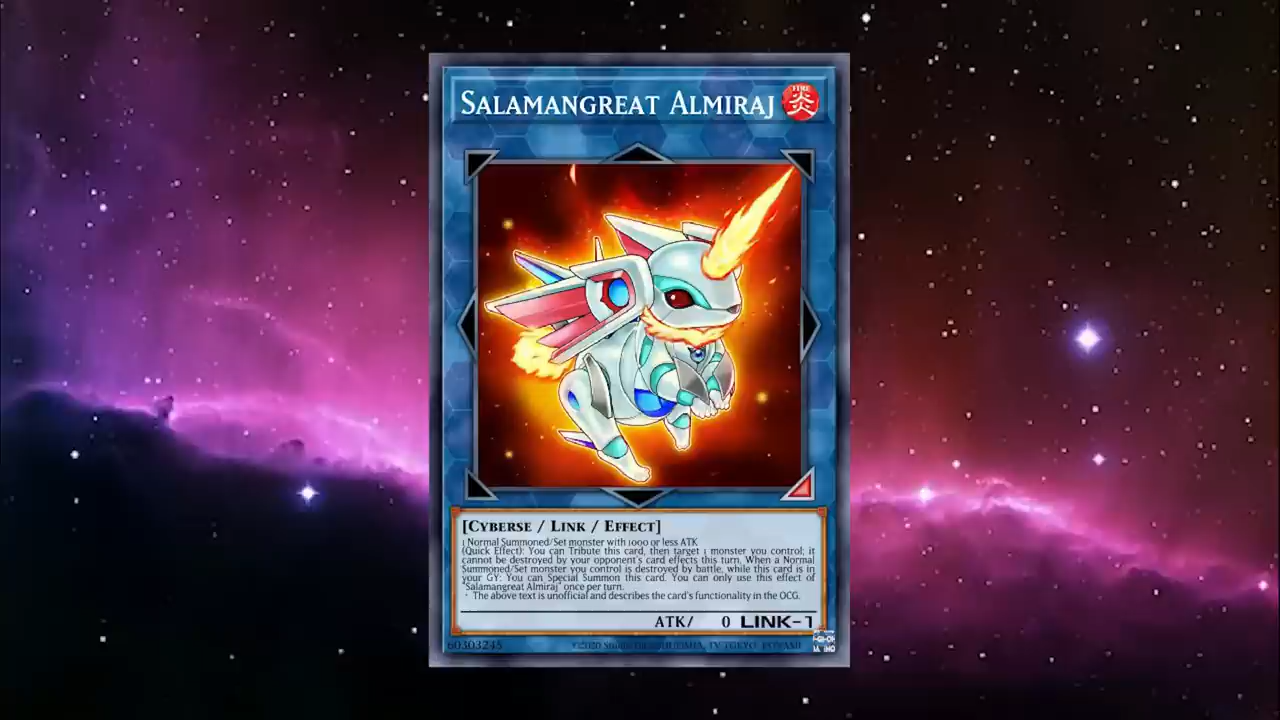 SALAMANGREAT ALMIRAJ
FIRE
炎
[CYBERSE / LINK / EFFECT]
1 Normal Summoned/Set monster with 1000 or less ATK
(Quick Effect): You can Tribute this card, then target 1 monster you control; it
cannot be destroyed by your opponent's card effects this turn. When a Normal
Summoned/Set monster you control is destroyed by battle, while this card is in
your GY: You can Special Summon this card. You can only use this effect of
"Salamangreat Almiraj" once per turn.
· The above text is unofficial and describes the card's functionality in the OCG.
ATK/ 0 LINK-1
60303245
©2020 TV TOKYO, KONAMI